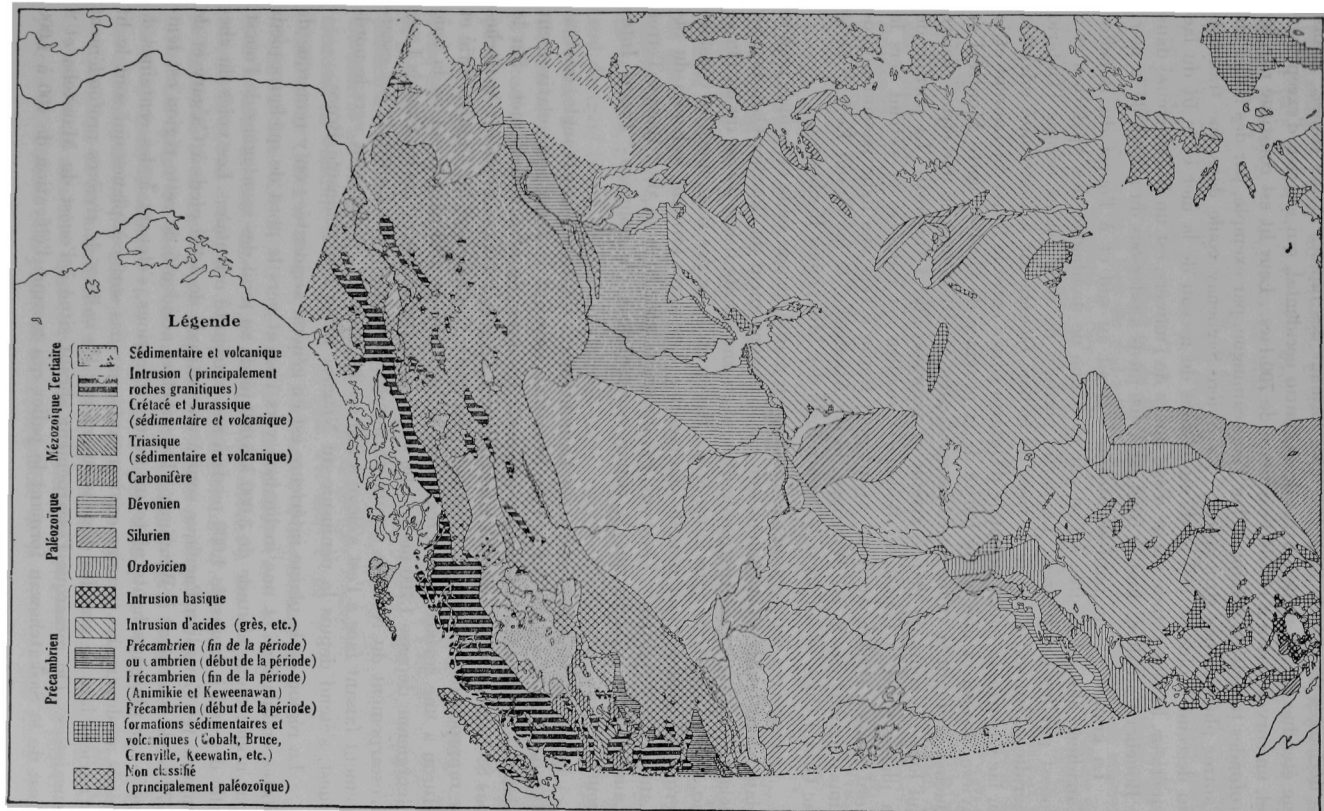 Légende
Mézozoïque Tertiaire
Sédimentaire et volcanique
Intrusion (principalement
roches granitiques)
Crétacé et Jurassique
(sédimentaire et volcanique)
Triasique
(sédimentaire et volcanique)
Paléozoïque
Carbonifère
Dévonien
Silurien
Ordovicien
Précambrien
Intrusion basique
Intrusion d'acides (grès, etc.)
Précambrien (fin de la période)
ou Cambrien (début de la période)
Précambrien (fin de la période)
(Animikie et Keweenawan)
Précambrien (début de la période)
formations sédimentaires et
volcaniques (Cobalt, Bruce,
Grenville, Keewatin, etc.)
Non classifié
(principalement paléozoïque)